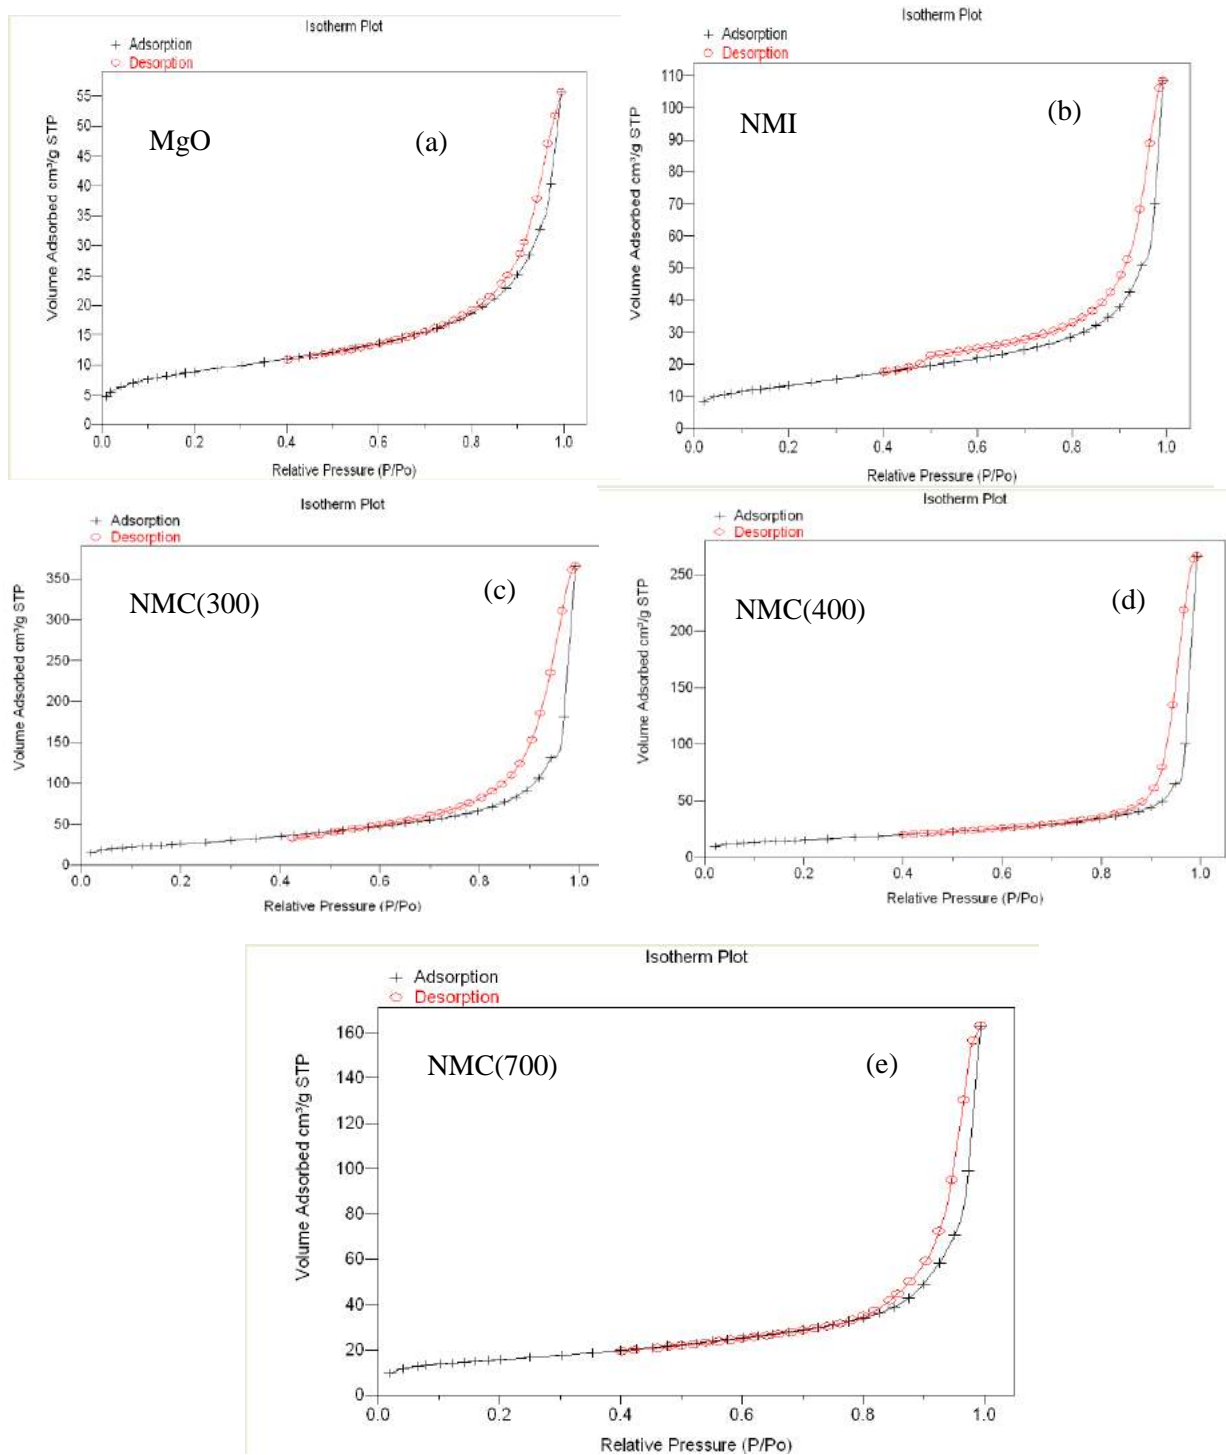 Isotherm Plot
+ Adsorption
Desorption
MgO
(a)
Volume Adsorbed cm³/g STP
55
50
45
40
35
30
25
20
15
10
5
0
0.0 0.2 0.4 0.6 0.8 1.0
Relative Pressure (P/Po)
Isotherm Plot
+ Adsorption
Desorption
NMI
(b)
Volume Adsorbed cm³/g STP
110
100
90
80
70
60
50
40
30
20
10
0
0.0 0.2 0.4 0.6 0.8 1.0
Relative Pressure (P/Po)
Isotherm Plot
+ Adsorption
Desorption
NMC(300)
(c)
Volume Adsorbed cm³/g STP
350
300
250
200
150
100
50
0
0.0 0.2 0.4 0.6 0.8 1.0
Relative Pressure (P/Po)
Isotherm Plot
+ Adsorption
Desorption
NMC(400)
(d)
Volume Adsorbed cm³/g STP
250
200
150
100
50
0
0.0 0.2 0.4 0.6 0.8 1.0
Relative Pressure (P/Po)
Isotherm Plot
+ Adsorption
Desorption
NMC(700)
(e)
Volume Adsorbed cm³/g STP
160
140
120
100
80
60
40
20
0
0.0 0.2 0.4 0.6 0.8 1.0
Relative Pressure (P/Po)